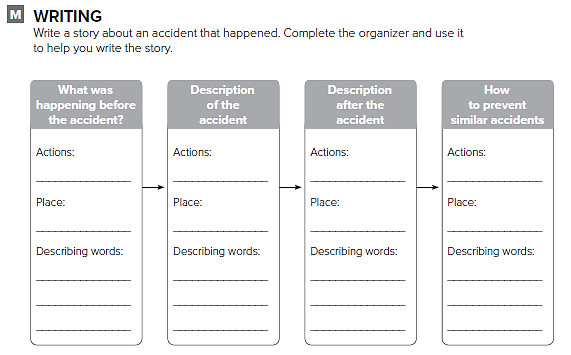 M WRITING
Write a story about an accident that happened. Complete the organizer and use it
to help you write the story.
What was
happening before
the accident?
Actions:
Place:
Describing words:
Description
of the
accident
Actions:
Place:
Describing words:
Description
after the
accident
Actions:
Place:
Describing words:
How
to prevent
similar accidents
Actions:
Place:
Describing words: